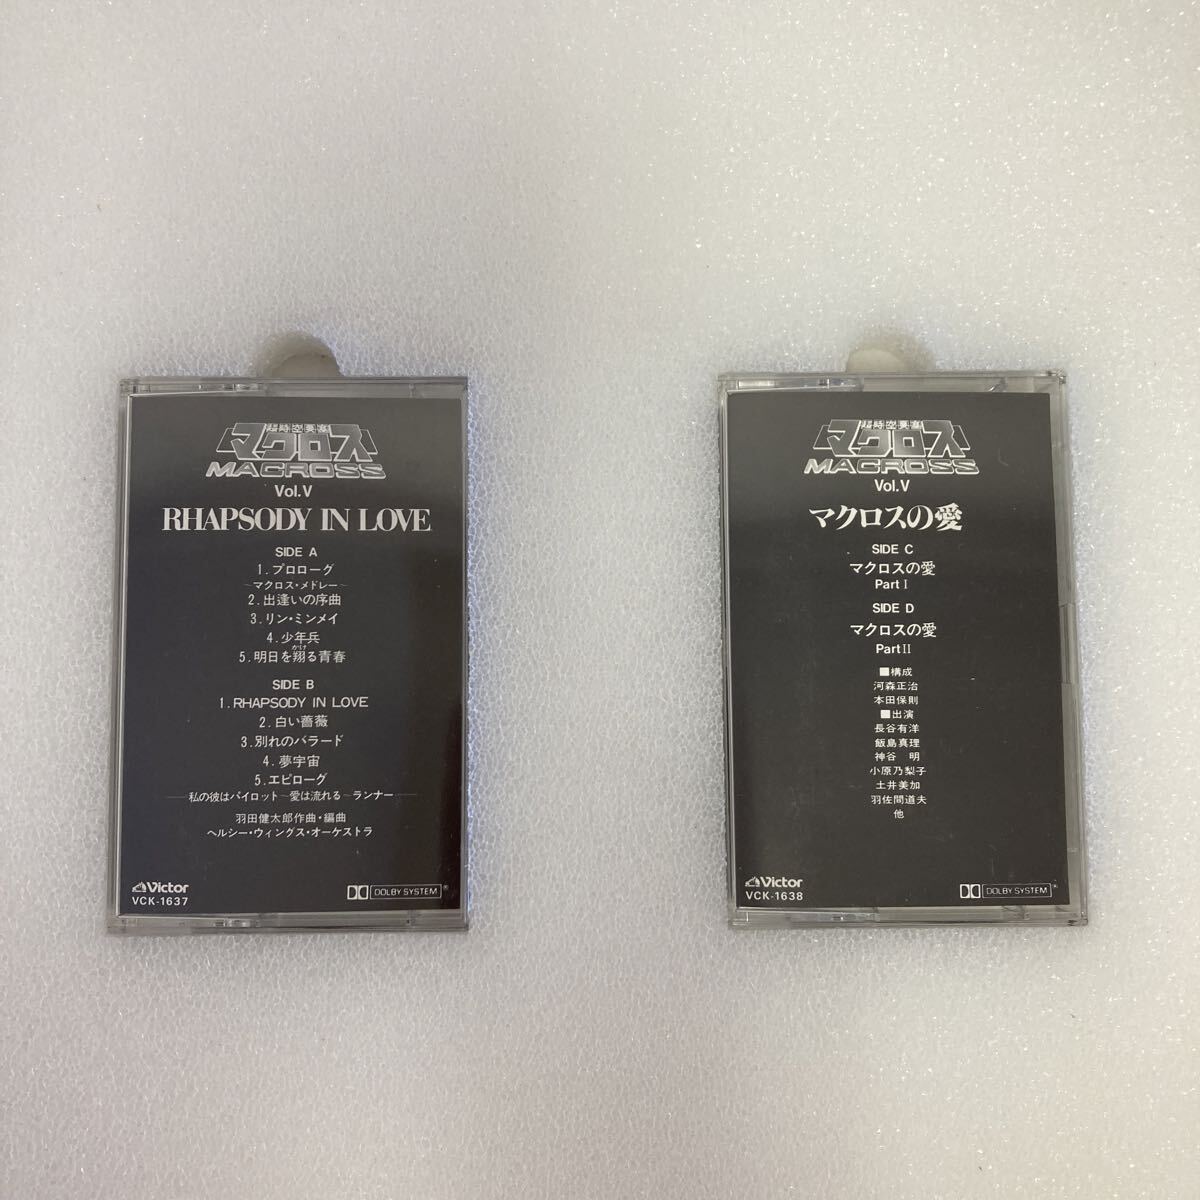 超時空要塞
マクロス
MACROSS
Vol.V
RHAPSODY IN LOVE
SIDE A
1.プロローグ
〜マクロス・メドレー〜
2.出逢いの序曲
3.リン・ミンメイ
4.少年兵
かけ
5.明日を翔る青春
SIDE B
1.RHAPSODY IN LOVE
2.白い薔薇
3.別れのバラード
4.夢宇宙
5.エピローグ
——私の彼はパイロット〜愛は流れる〜ランナー——
羽田健太郎作曲・編曲
ヘルシー・ウィングス・オーケストラ
Victor
VCK-1637
DOLBY SYSTEM®
超時空要塞
マクロス
MACROSS
Vol.V
マクロスの愛
SIDE C
マクロスの愛
Part I
SIDE D
マクロスの愛
Part II
■構成
河森正治
本田保則
■出演
長谷有洋
飯島真理
神谷 明
小原乃梨子
土井美加
羽佐間道夫
他
Victor
VCK-1638
DOLBY SYSTEM®